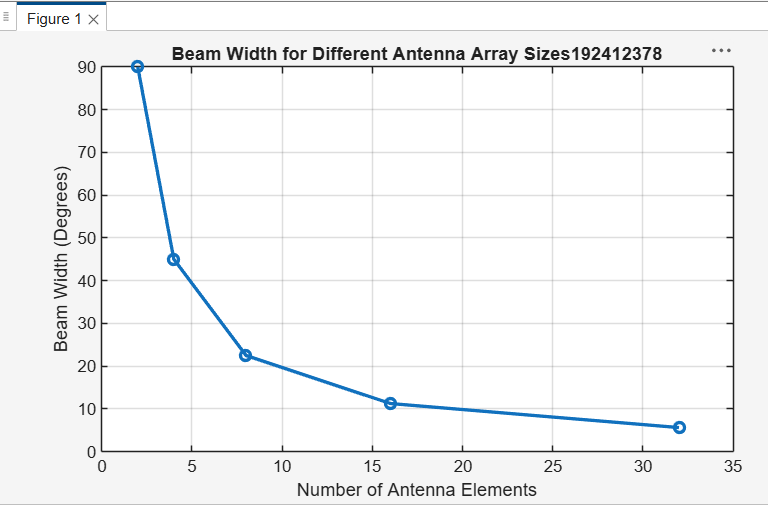 Figure 1
Beam Width for Different Antenna Array Sizes192412378
90
80
70
60
50
40
30
20
10
0
Beam Width (Degrees)
0 5 10 15 20 25 30 35
Number of Antenna Elements